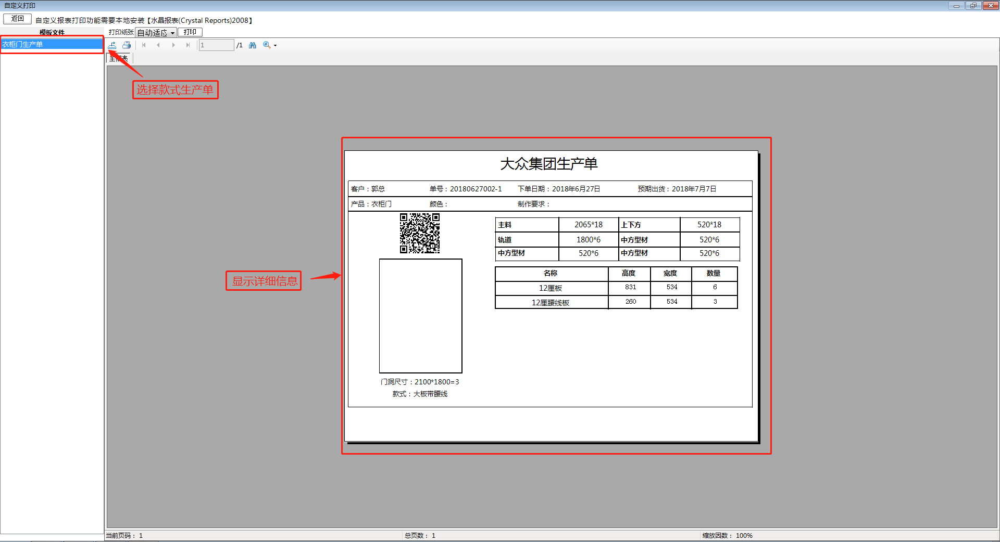 自定义打印
返回
自定义报表打印功能需要本地安装【水晶报表(Crystal Reports)2008】
模板文件
打印纸张 自动适应 打印
衣柜门生产单
1 /1
主报表
选择款式生产单
大众集团生产单
客户：郭总 单号：20180627002-1 下单日期：2018年6月27日 预期出货：2018年7月7日
产品：衣柜门 颜色： 制作要求：
主料 2065*18 上下方 520*18
轨道 1800*6 中方型材 520*6
中方型材 520*6 中方型材 520*6
名称 高度 宽度 数量
12厘板 831 534 6
12厘腰线板 260 534 3
显示详细信息
门洞尺寸：2100*1800=3
款式：大板带腰线
当前页码： 1 总页数： 1 缩放因数： 100%